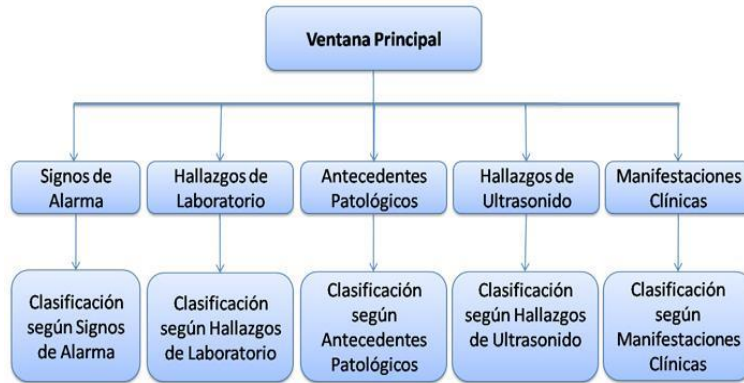 Ventana Principal
Signos de
Alarma
Hallazgos de
Laboratorio
Antecedentes
Patológicos
Hallazgos de
Ultrasonido
Manifestaciones
Clínicas
Clasificación
según Signos
de Alarma
Clasificación
según Hallazgos
de Laboratorio
Clasificación
según
Antecedentes
Patológicos
Clasificación
según Hallazgos
de Ultrasonido
Clasificación
según
Manifestaciones
Clínicas